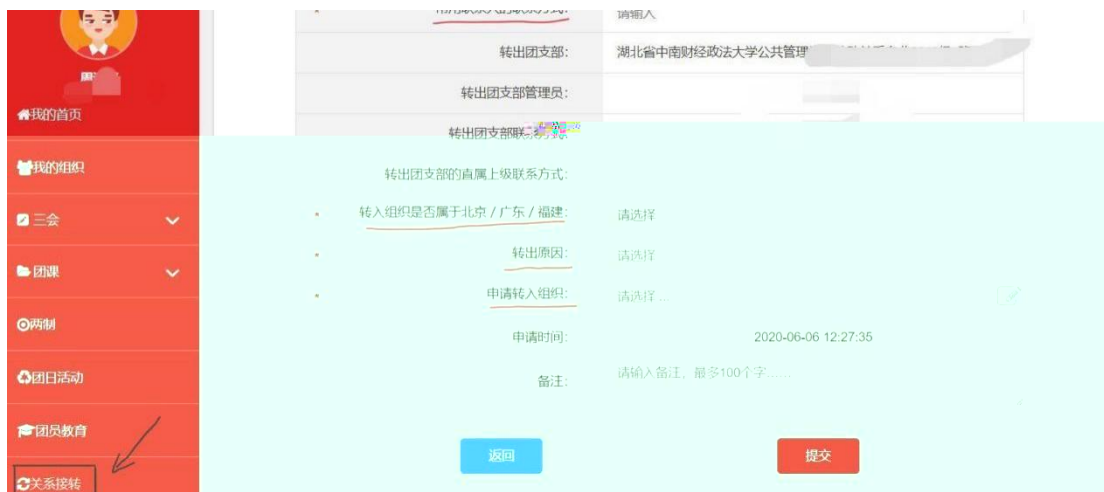 请输入
转出团支部: 湖北省中南财经政法大学公共管理
转出团支部管理员:
我的首页
转出团支部联
我的组织
转出团支部的直属上级联系方式:
三会
转入组织是否属于北京 / 广东 / 福建: 请选择
转出原因: 请选择
团课
申请转入组织: 请选择 ...
两制
申请时间: 2020-06-06 12:27:35
团日活动
备注: 请输入备注，最多100个字……
团员教育
返回 提交
关系接转